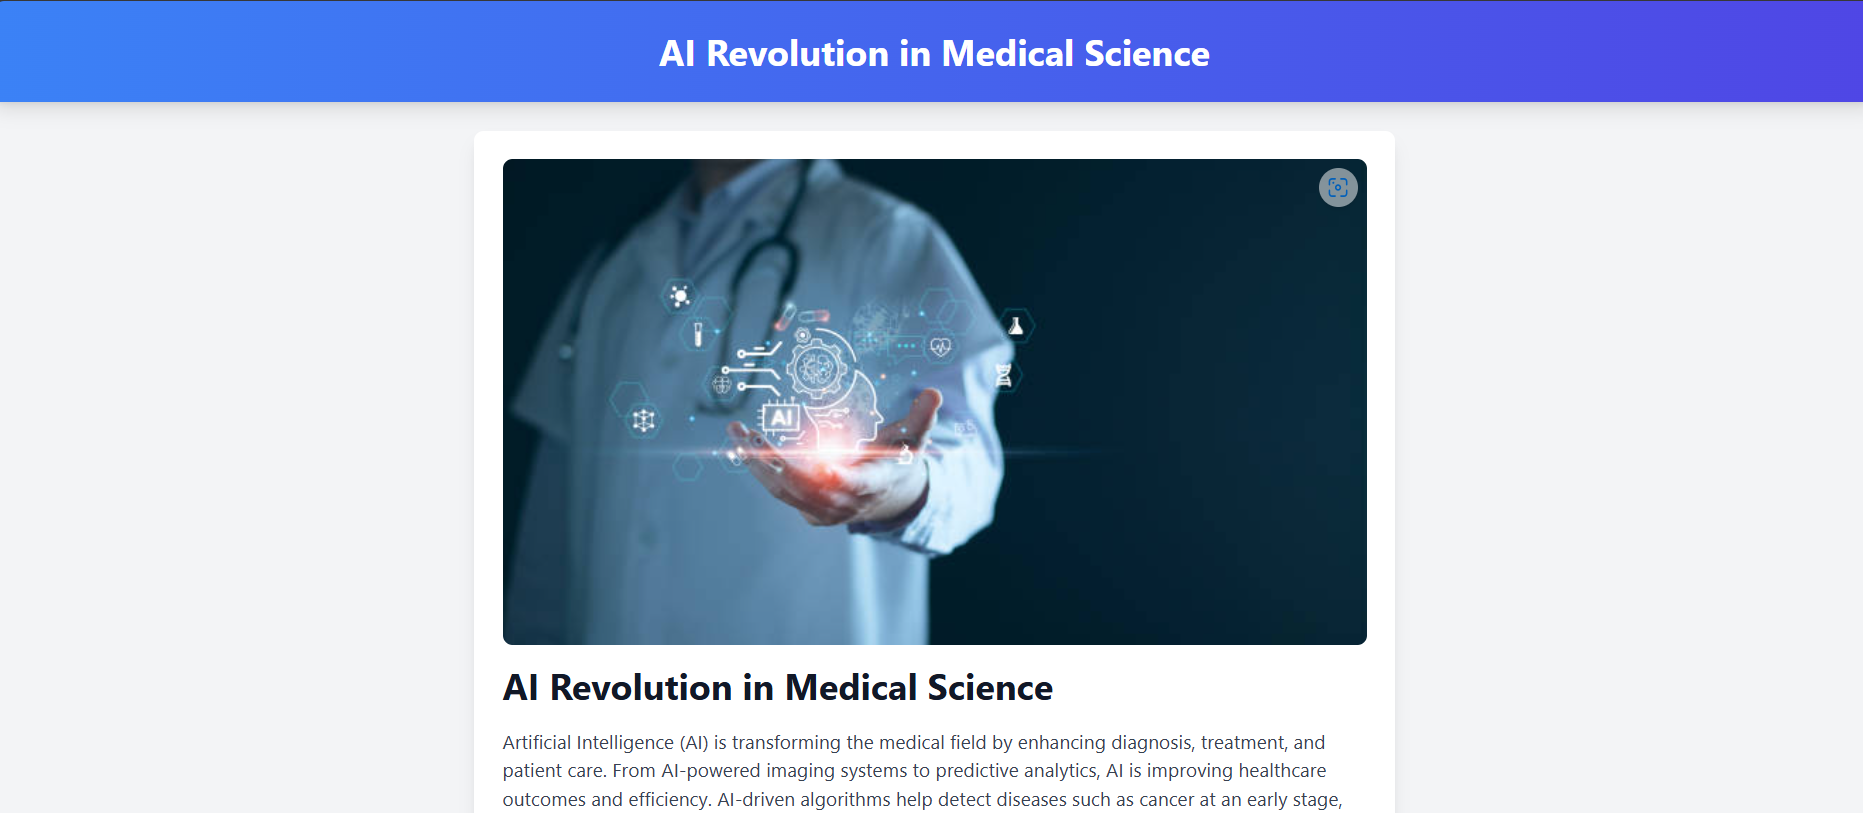 AI Revolution in Medical Science
AI
AI Revolution in Medical Science
Artificial Intelligence (AI) is transforming the medical field by enhancing diagnosis, treatment, and
patient care. From AI-powered imaging systems to predictive analytics, AI is improving healthcare
outcomes and efficiency. AI-driven algorithms help detect diseases such as cancer at an early stage,